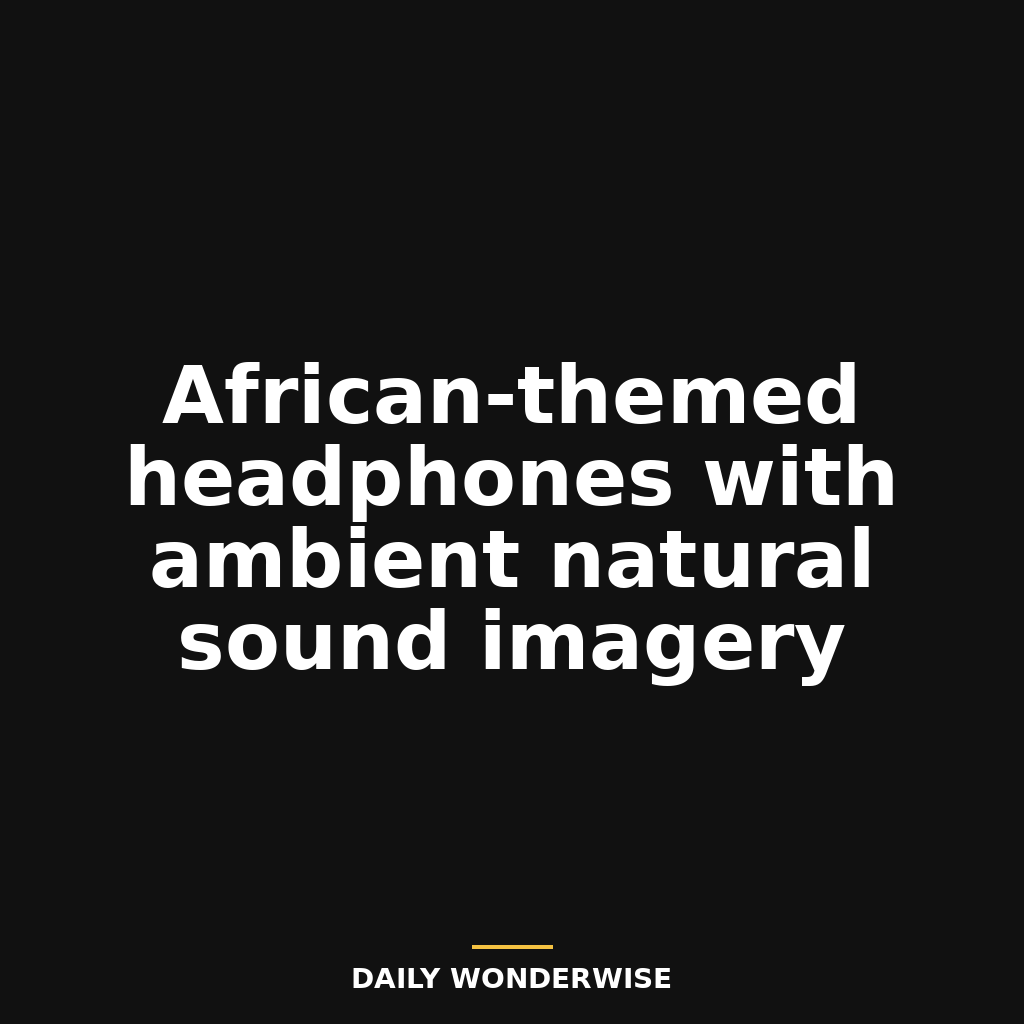 African-themed
headphones with
ambient natural
sound imagery
DAILY WONDERWISE